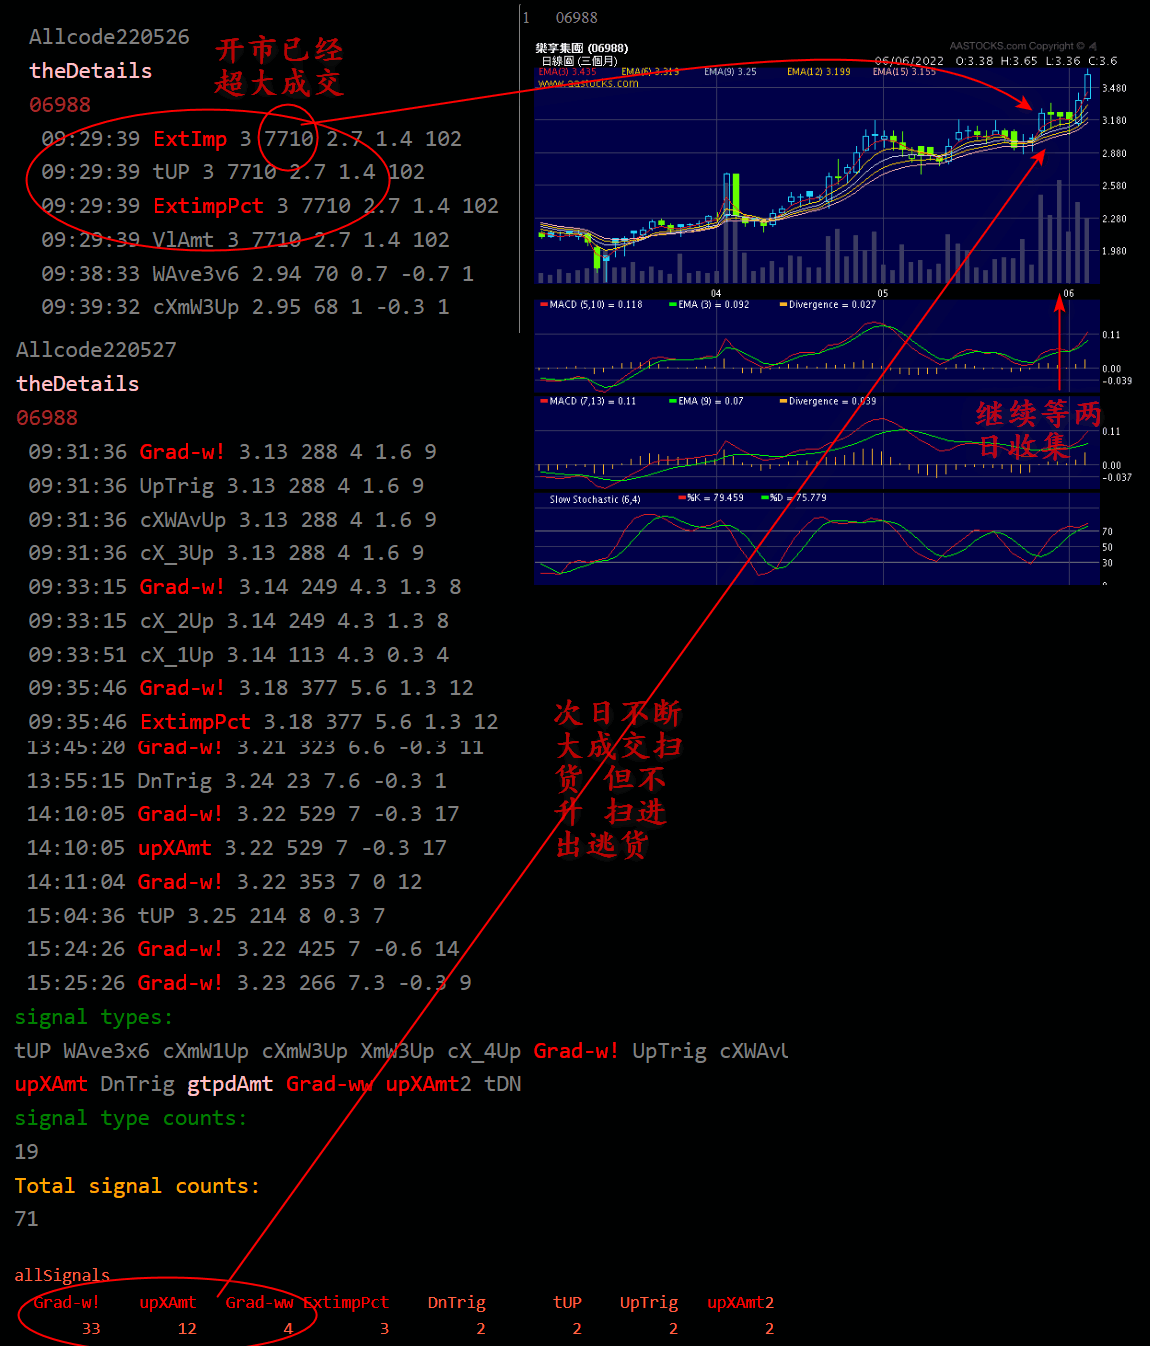 Allcode220526
开市已经
超大成交
theDetails
06988
09:29:39 ExtImp 3 7710 2.7 1.4 102
09:29:39 tUP 3 7710 2.7 1.4 102
09:29:39 ExtimpPct 3 7710 2.7 1.4 102
09:29:39 VlAmt 3 7710 2.7 1.4 102
09:38:33 WAve3v6 2.94 70 0.7 -0.7 1
09:39:32 cXmW3Up 2.95 68 1 -0.3 1
Allcode220527
theDetails
06988
09:31:36 Grad-w! 3.13 288 4 1.6 9
09:31:36 UpTrig 3.13 288 4 1.6 9
09:31:36 cXWAvUp 3.13 288 4 1.6 9
09:31:36 cX_3Up 3.13 288 4 1.6 9
09:33:15 Grad-w! 3.14 249 4.3 1.3 8
09:33:15 cX_2Up 3.14 249 4.3 1.3 8
09:33:51 cX_1Up 3.14 113 4.3 0.3 4
09:35:46 Grad-w! 3.18 377 5.6 1.3 12
09:35:46 ExtimpPct 3.18 377 5.6 1.3 12
13:45:20 Grad-w! 3.21 323 6.6 -0.3 11
13:55:15 DnTrig 3.24 23 7.6 -0.3 1
14:10:05 Grad-w! 3.22 529 7 -0.3 17
14:10:05 upXAmt 3.22 529 7 -0.3 17
14:11:04 Grad-w! 3.22 353 7 0 12
15:04:36 tUP 3.25 214 8 0.3 7
15:24:26 Grad-w! 3.22 425 7 -0.6 14
15:25:26 Grad-w! 3.23 266 7.3 -0.3 9
signal types:
tUP WAve3x6 cXmW1Up cXmW3Up XmW3Up cX_4Up Grad-w! UpTrig cXWAvl
upXAmt DnTrig gtpdAmt Grad-ww upXAmt2 tDN
signal type counts:
19
Total signal counts:
71
allSignals
Grad-w! upXAmt Grad-ww ExtimpPct DnTrig tUP UpTrig upXAmt2
33 12 4 3 2 2 2 2
1 06988
樂享集團 (06988)
AASTOCKS.com Copyright ©
日線圖 (三個月)
06/06/2022 O:3.38 H:3.65 L:3.36 C:3.6
EMA(3) 3.435 EMA(6) 3.319 EMA(9) 3.25 EMA(12) 3.199 EMA(15) 3.155
www.aastocks.com
3.480
3.180
2.880
2.580
2.280
1.980
04 05 06
MACD (5,10) = 0.118 EMA (3) = 0.092 Divergence = 0.027
0.11
0.00
-0.039
MACD (7,13) = 0.11 EMA (9) = 0.07 Divergence = 0.039
继续等两
日收集
0.11
0.00
-0.037
Slow Stochastic (6,4) %K = 79.459 %D = 75.779
70
50
30
次日不断
大成交扫
货 但不
升 扫进
出逃货